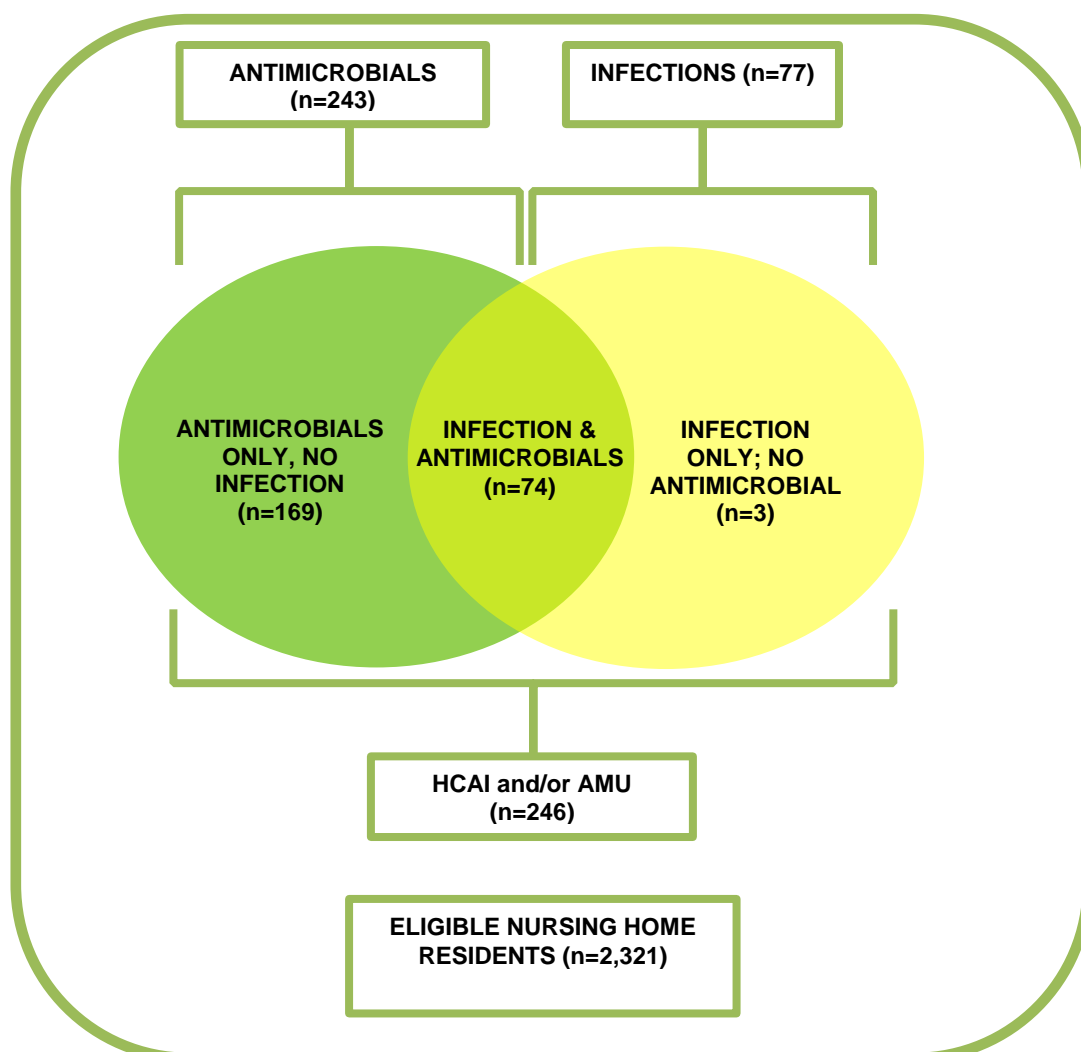 ANTIMICROBIALS
(n=243)
INFECTIONS (n=77)
ANTIMICROBIALS
ONLY, NO
INFECTION
(n=169)
INFECTION &
ANTIMICROBIALS
(n=74)
INFECTION
ONLY; NO
ANTIMICROBIAL
(n=3)
HCAI and/or AMU
(n=246)
ELIGIBLE NURSING HOME
RESIDENTS (n=2,321)